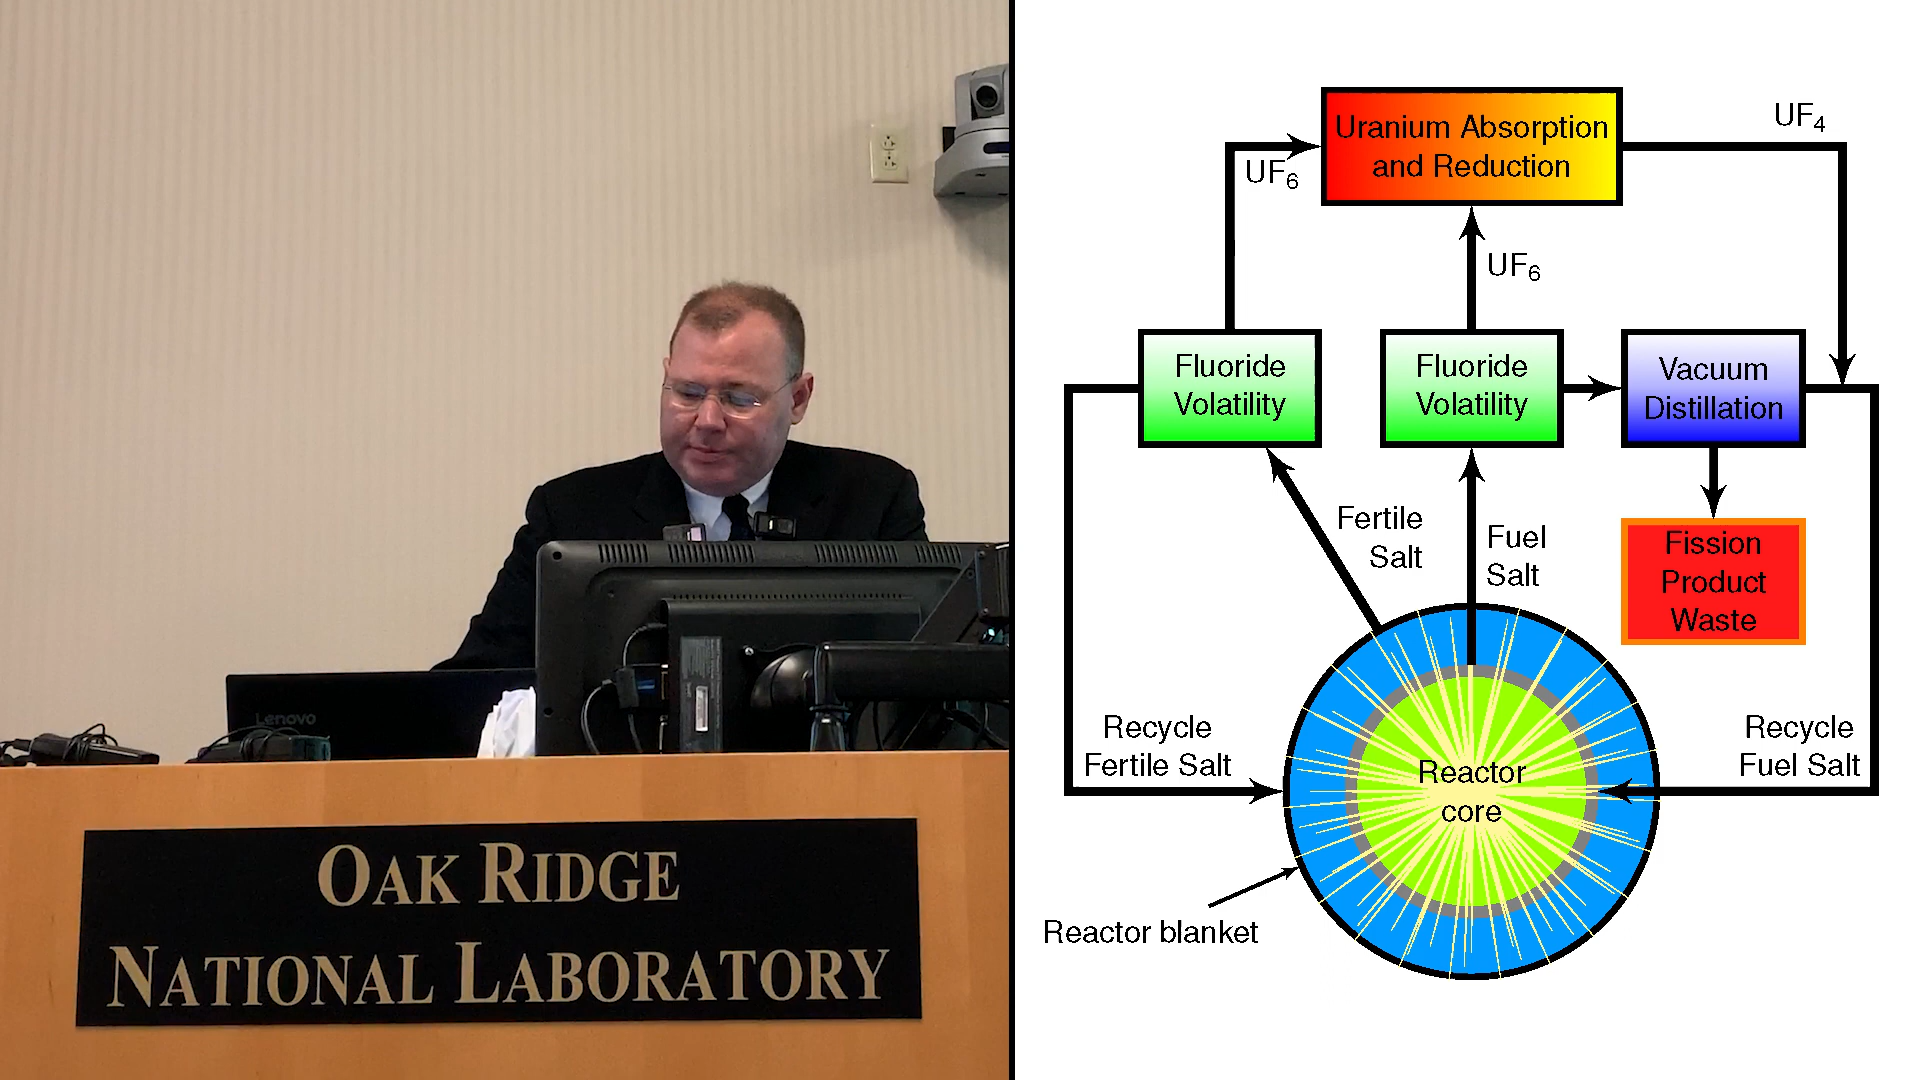 Lenovo
OAK RIDGE
NATIONAL LABORATORY
Uranium Absorption
and Reduction
UF4
UF6
UF6
Fluoride
Volatility
Fluoride
Volatility
Vacuum
Distillation
Fertile
Salt
Fuel
Salt
Fission
Product
Waste
Recycle
Fertile Salt
Reactor
core
Recycle
Fuel Salt
Reactor blanket